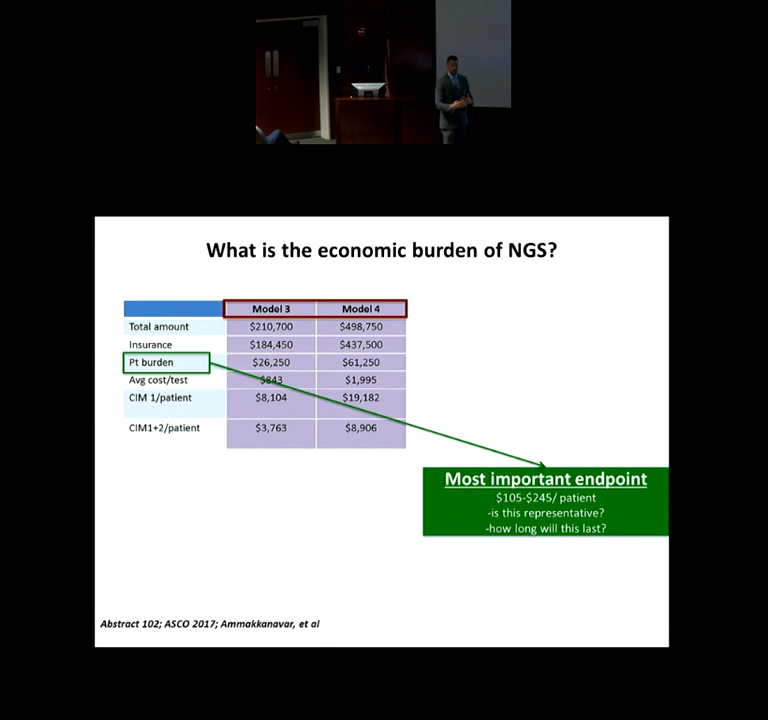 What is the economic burden of NGS?
Model 3 Model 4
Total amount $210,700 $498,750
Insurance $184,450 $437,500
Pt burden $26,250 $61,250
Avg cost/test $843 $1,995
CIM 1/patient $8,104 $19,182
CIM1+2/patient $3,763 $8,906
Most important endpoint
$105-$245/ patient
-is this representative?
-how long will this last?
Abstract 102; ASCO 2017; Ammakkanavar, et al